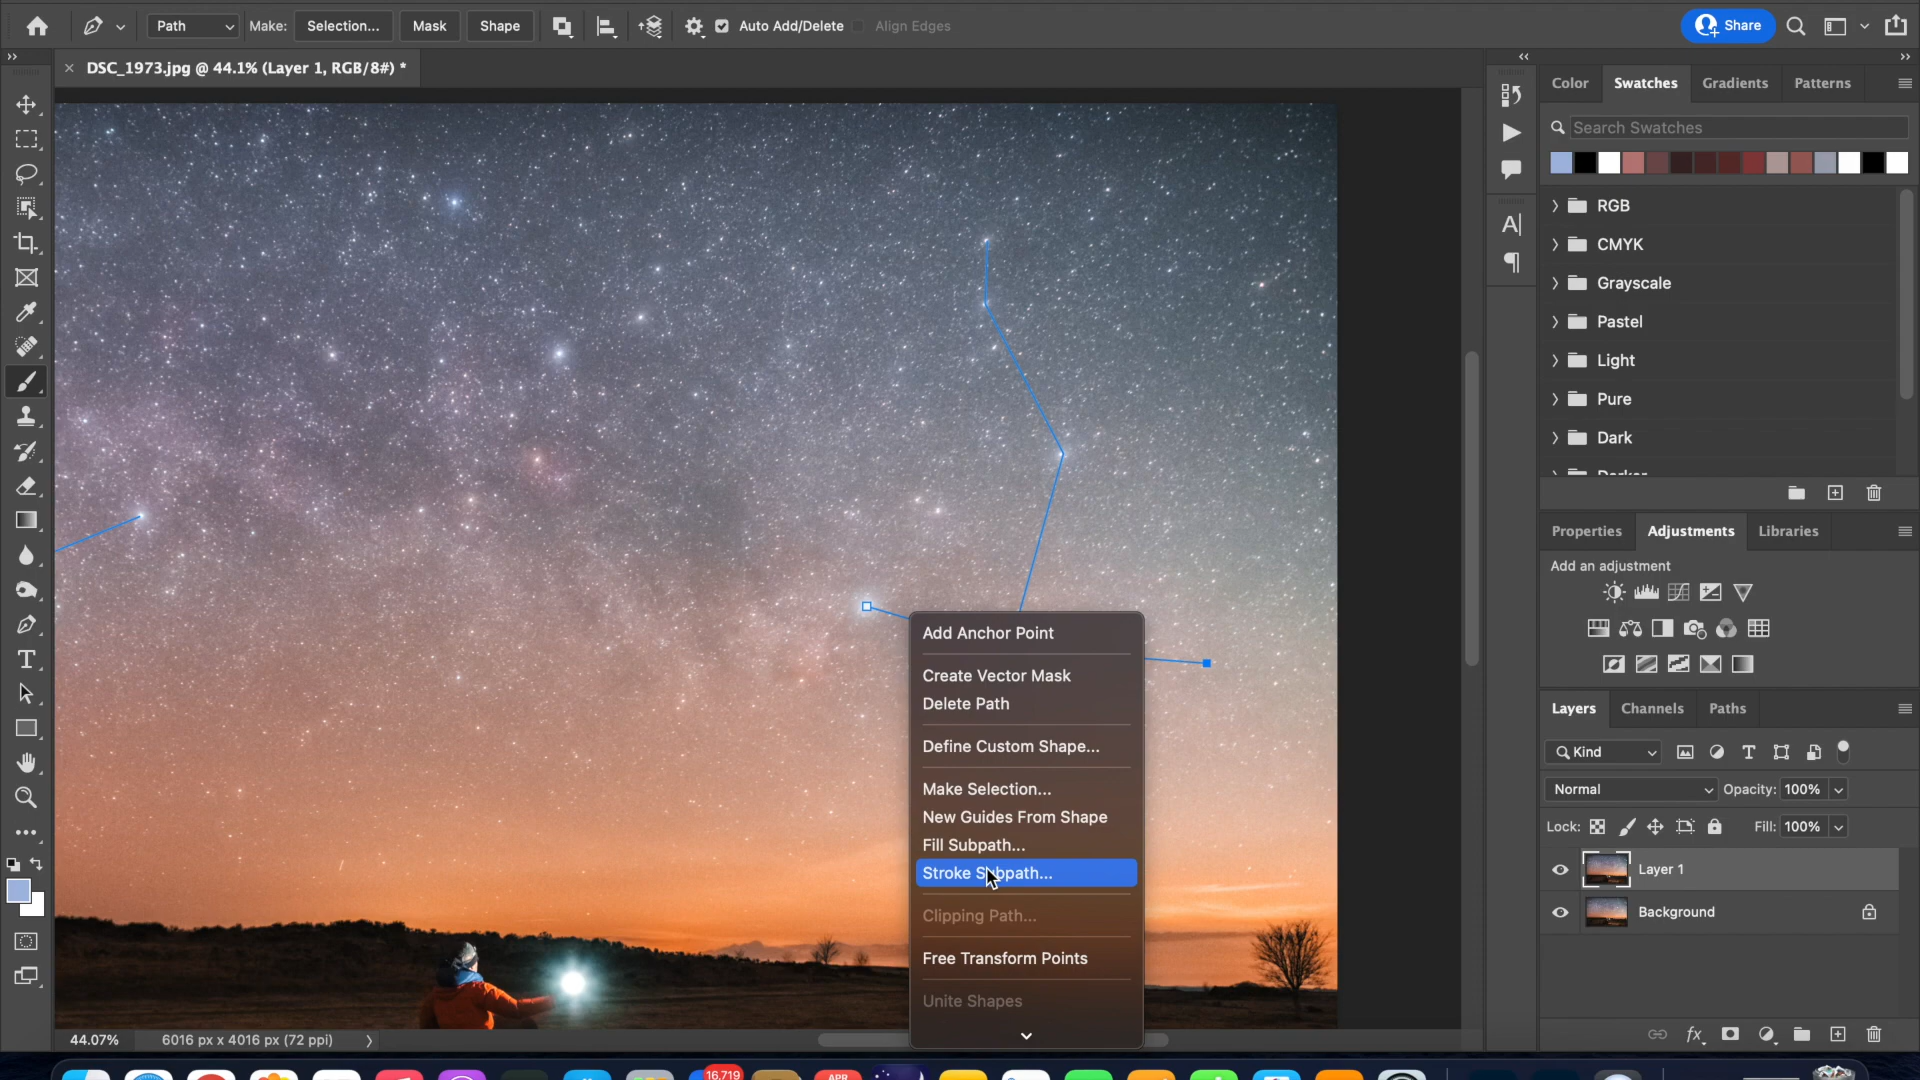 Path
Make:
Selection...
Mask
Shape
Auto Add/Delete
Align Edges
Share
DSC_1973.jpg @ 44.1% (Layer 1, RGB/8#) *
Color
Swatches
Gradients
Patterns
Search Swatches
RGB
CMYK
Grayscale
Pastel
Light
Pure
Dark
Darker
Properties
Adjustments
Libraries
Add an adjustment
Layers
Channels
Paths
Kind
Normal
Opacity: 100%
Lock:
Fill: 100%
Layer 1
Background
Add Anchor Point
Create Vector Mask
Delete Path
Define Custom Shape...
Make Selection...
New Guides From Shape
Fill Subpath...
Stroke Subpath...
Clipping Path...
Free Transform Points
Unite Shapes
44.07%
6016 px x 4016 px (72 ppi)
16,719
APR